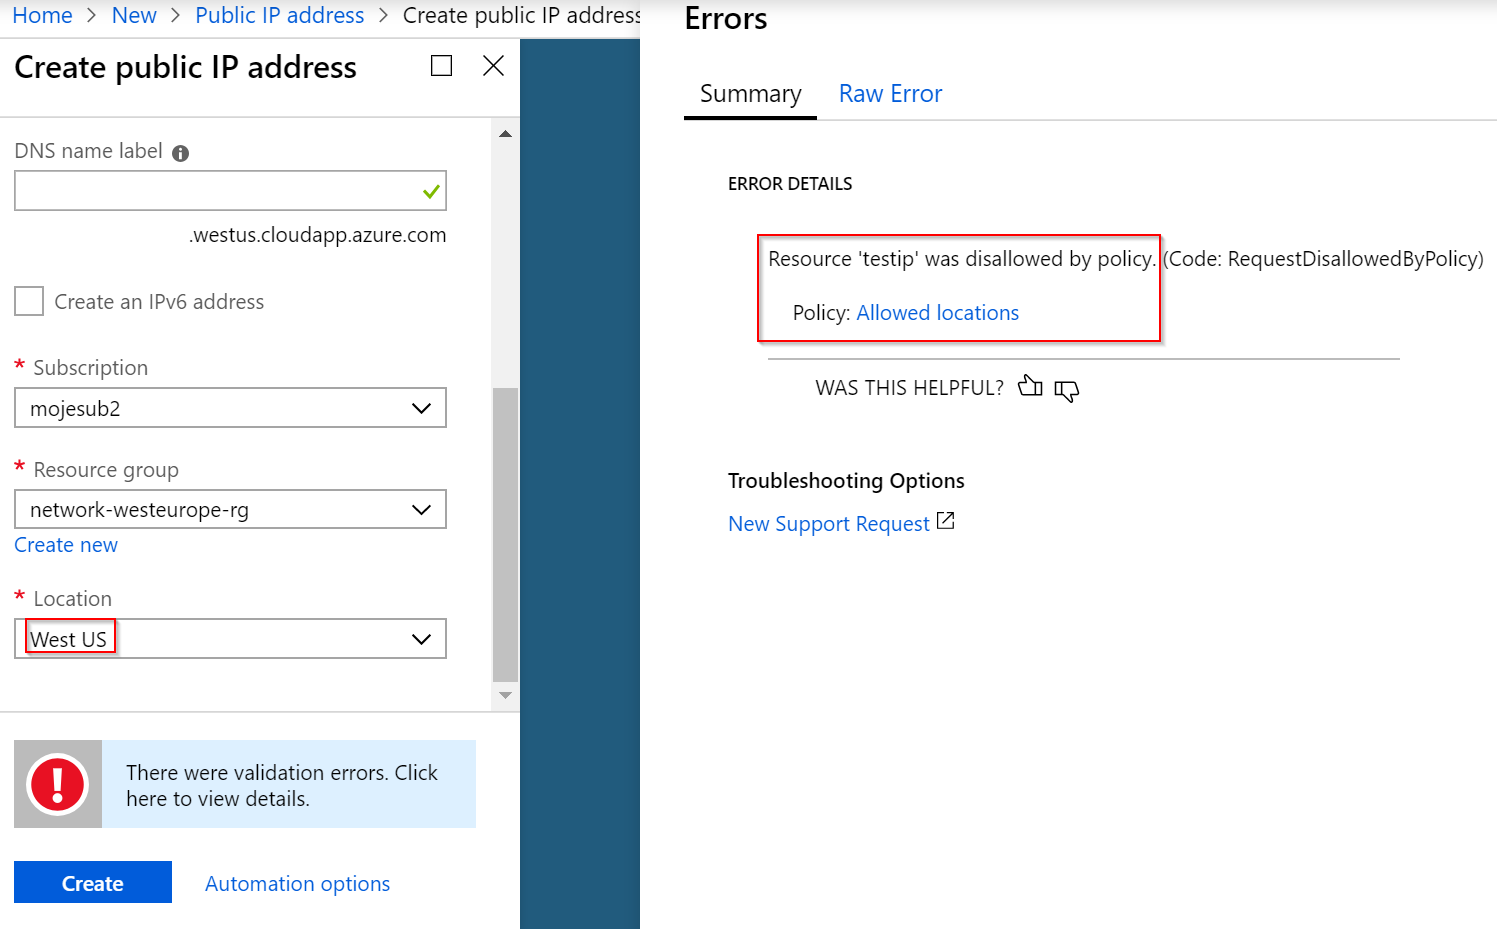 Home > New > Public IP address > Create public IP address
Create public IP address
DNS name label
.westus.cloudapp.azure.com
Create an IPv6 address
* Subscription
mojesub2
* Resource group
network-westeurope-rg
Create new
* Location
West US
There were validation errors. Click
here to view details.
Create
Automation options
Errors
Summary
Raw Error
ERROR DETAILS
Resource 'testip' was disallowed by policy. (Code: RequestDisallowedByPolicy)
Policy: Allowed locations
WAS THIS HELPFUL?
Troubleshooting Options
New Support Request